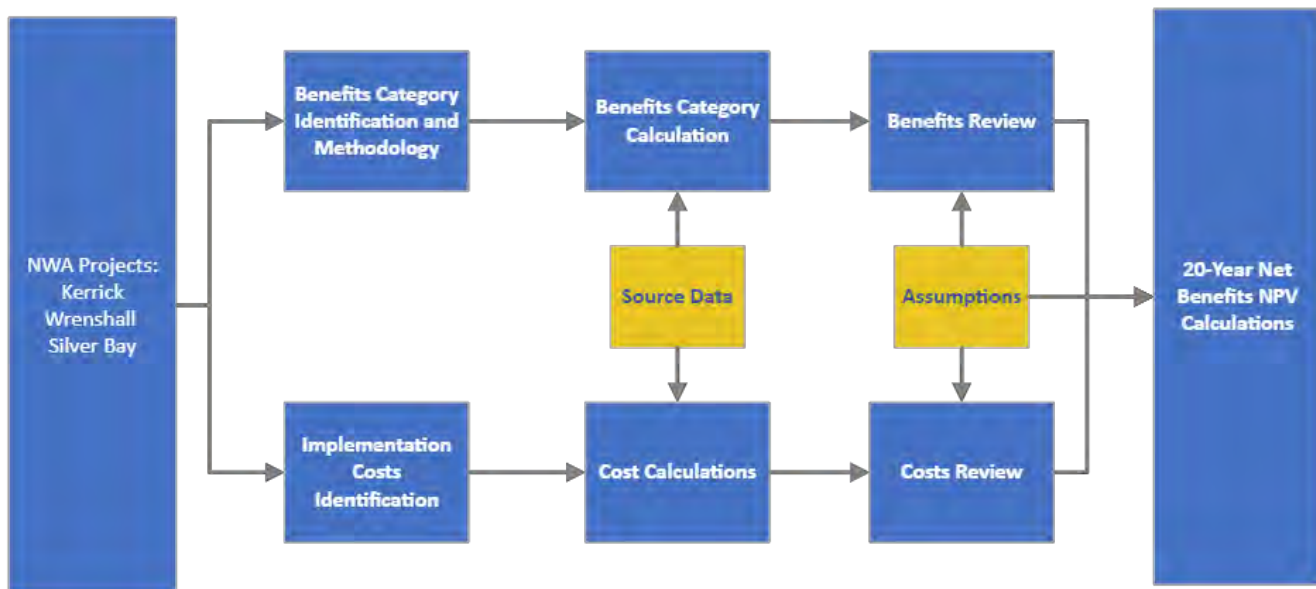 NWA Projects:
Kerrick
Wrenshall
Silver Bay
Benefits Category
Identification and
Methodology
Benefits Category
Calculation
Benefits Review
Source Data
Assumptions
Implementation
Costs
Identification
Cost Calculations
Costs Review
20-Year Net
Benefits NPV
Calculations